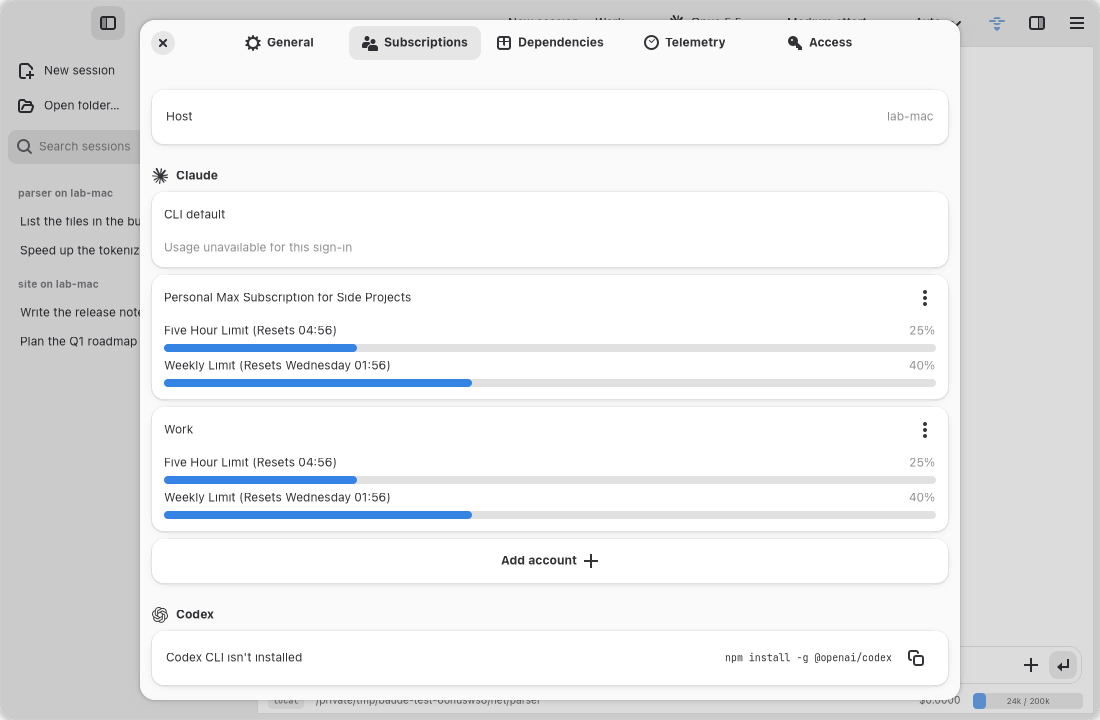 General
Subscriptions
Dependencies
Telemetry
Access
New session
Open folder...
Search sessions
parser on lab-mac
List the files in the bu
Speed up the tokeniz
site on lab-mac
Write the release note
Plan the Q1 roadmap
Host
lab-mac
Claude
CLI default
Usage unavailable for this sign-in
Personal Max Subscription for Side Projects
Five Hour Limit (Resets 04:56)
25%
Weekly Limit (Resets Wednesday 01:56)
40%
Work
Five Hour Limit (Resets 04:56)
25%
Weekly Limit (Resets Wednesday 01:56)
40%
Add account
Codex
Codex CLI isn't installed
npm install -g @openai/codex
24k / 200k